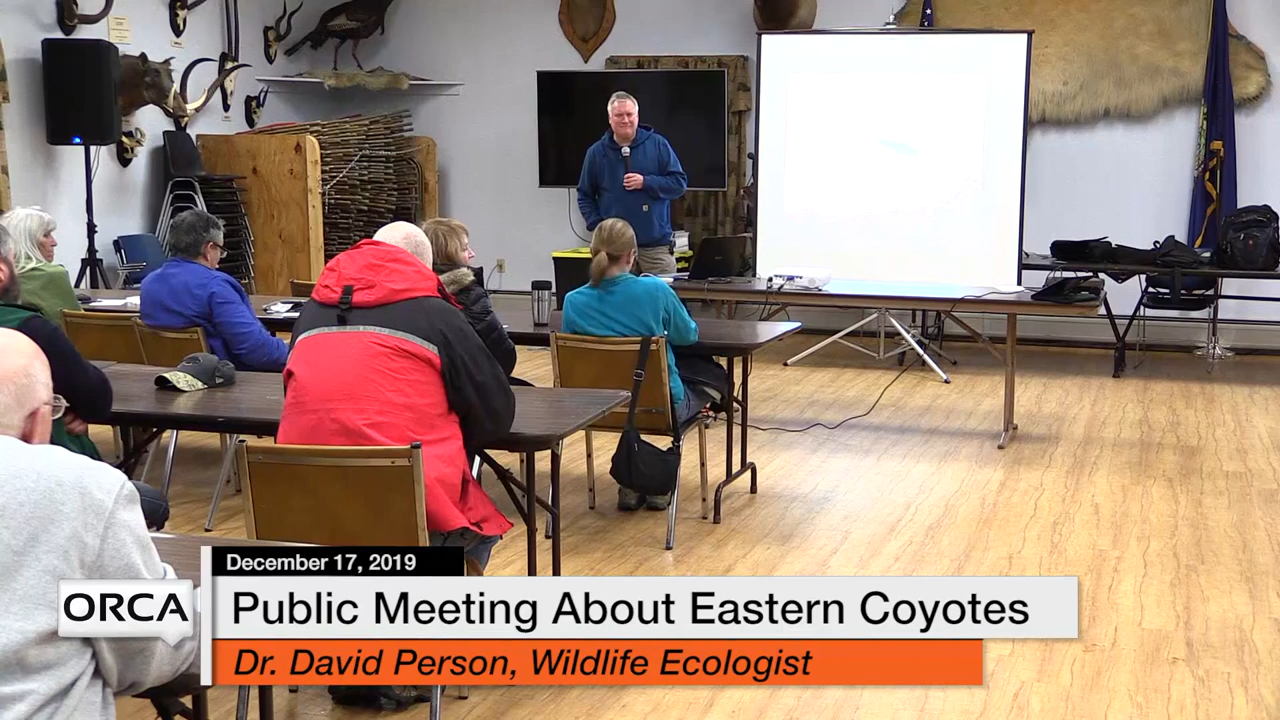 December 17, 2019
ORCA
Public Meeting About Eastern Coyotes
Dr. David Person, Wildlife Ecologist